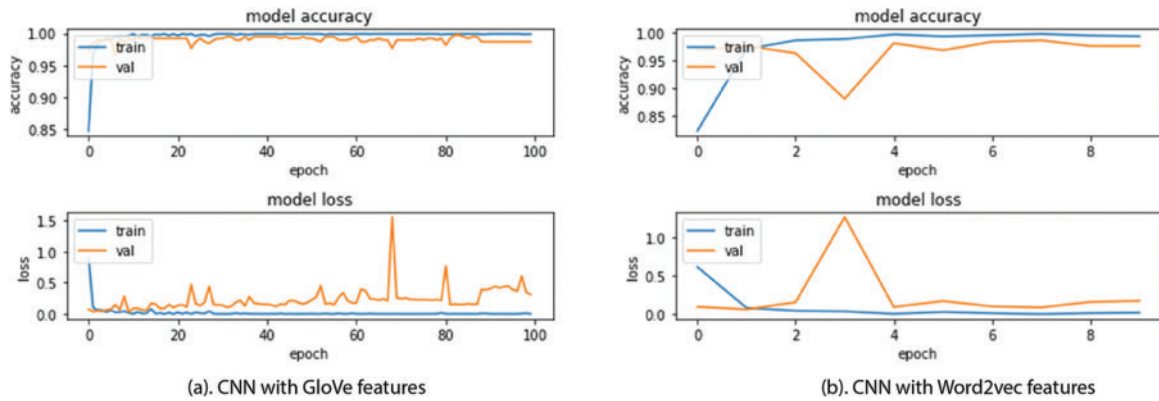 model accuracy
1.00
0.95
0.90
0.85
accuracy
train
val
0
20
40
60
80
100
epoch
model loss
1.5
1.0
0.5
0.0
loss
train
val
0
20
40
60
80
100
epoch
(a). CNN with GloVe features
model accuracy
1.00
0.95
0.90
0.85
accuracy
train
val
0
2
4
6
8
epoch
model loss
1.0
0.5
0.0
loss
train
val
0
2
4
6
8
epoch
(b). CNN with Word2vec features